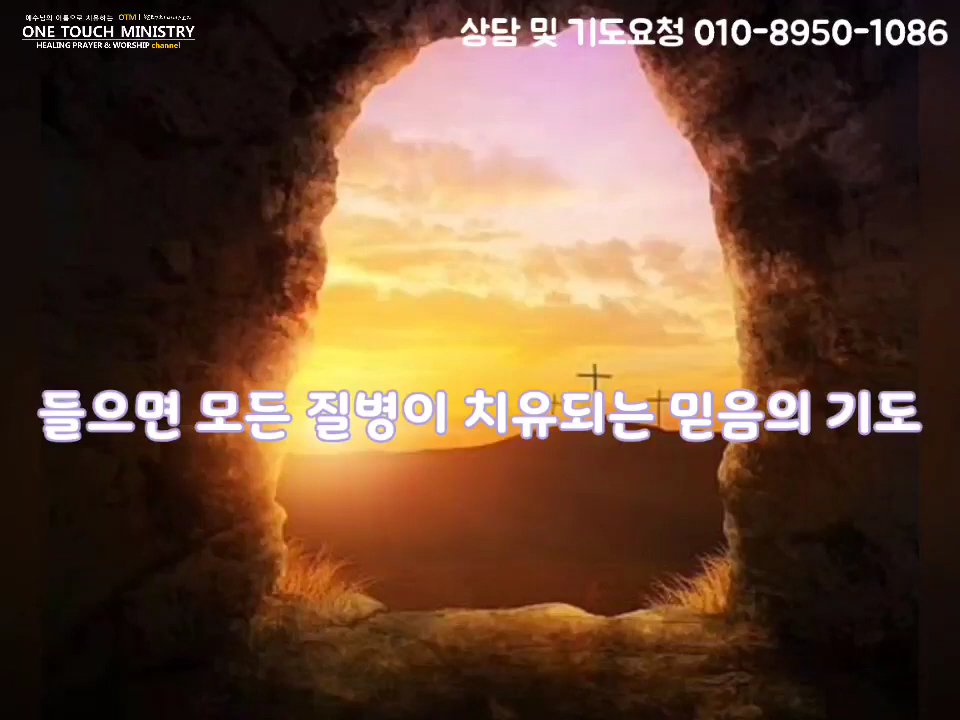 예수님의 이름으로 치유하는 OTM
ONE TOUCH MINISTRY
HEALING PRAYER & WORSHIP channel
상담 및 기도요청 010-8950-1086
들으면 모든 질병이 치유되는 믿음의 기도